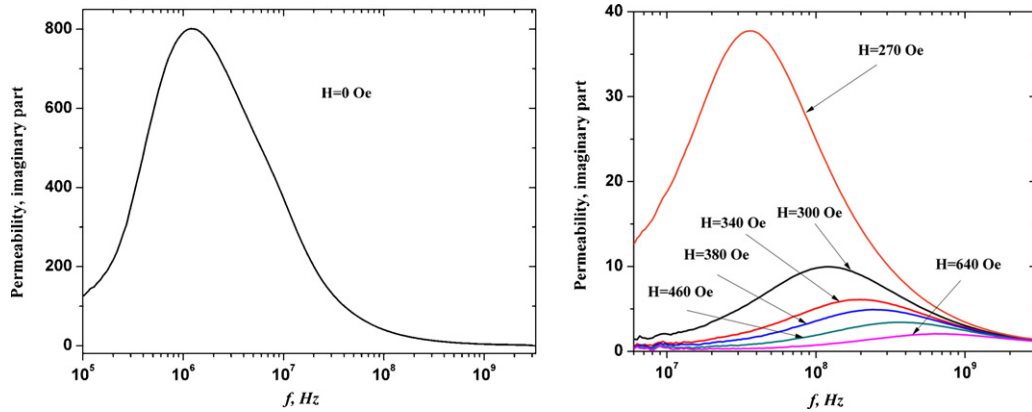 800
600
400
200
0
Permeability, imaginary part
H=0 Oe
10^5 10^6 10^7 10^8 10^9
f, Hz
40
30
20
10
0
Permeability, imaginary part
H=270 Oe
H=300 Oe
H=340 Oe
H=380 Oe
H=640 Oe
H=460 Oe
10^7 10^8 10^9
f, Hz